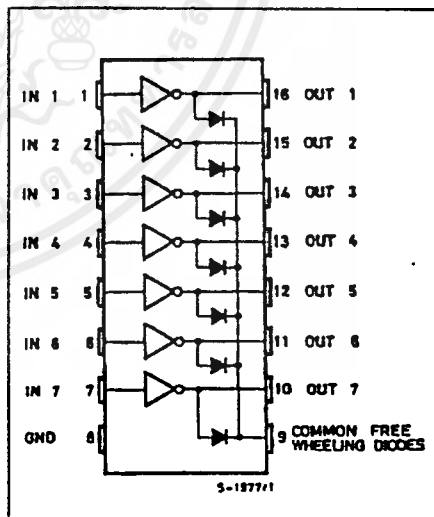 IN 1 1 16 OUT 1
IN 2 2 15 OUT 2
IN 3 3 14 OUT 3
IN 4 4 13 OUT 4
IN 5 5 12 OUT 5
IN 6 6 11 OUT 6
IN 7 7 10 OUT 7
GND 8 9 COMMON FREE
WHEELING DIODES
S-1977/1